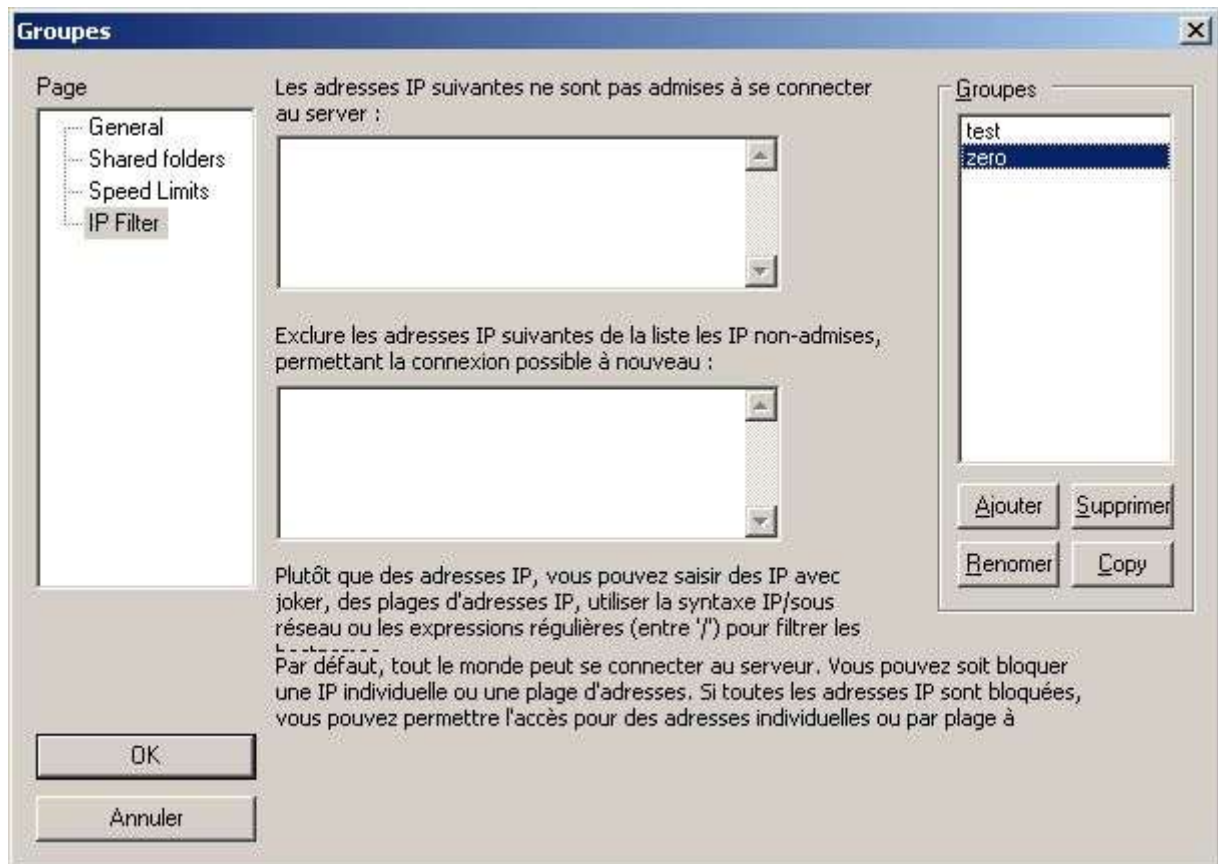 Groupes
Page
General
Shared folders
Speed Limits
IP Filter
Les adresses IP suivantes ne sont pas admises à se connecter
au server :
Exclure les adresses IP suivantes de la liste les IP non-admises,
permettant la connexion possible à nouveau :
Plutôt que des adresses IP, vous pouvez saisir des IP avec
joker, des plages d'adresses IP, utiliser la syntaxe IP/sous
réseau ou les expressions régulières (entre '/') pour filtrer les
Par défaut, tout le monde peut se connecter au serveur. Vous pouvez soit bloquer
une IP individuelle ou une plage d'adresses. Si toutes les adresses IP sont bloquées,
vous pouvez permettre l'accès pour des adresses individuelles ou par plage à
Groupes
test
zero
Ajouter
Supprimer
Renomer
Copy
OK
Annuler